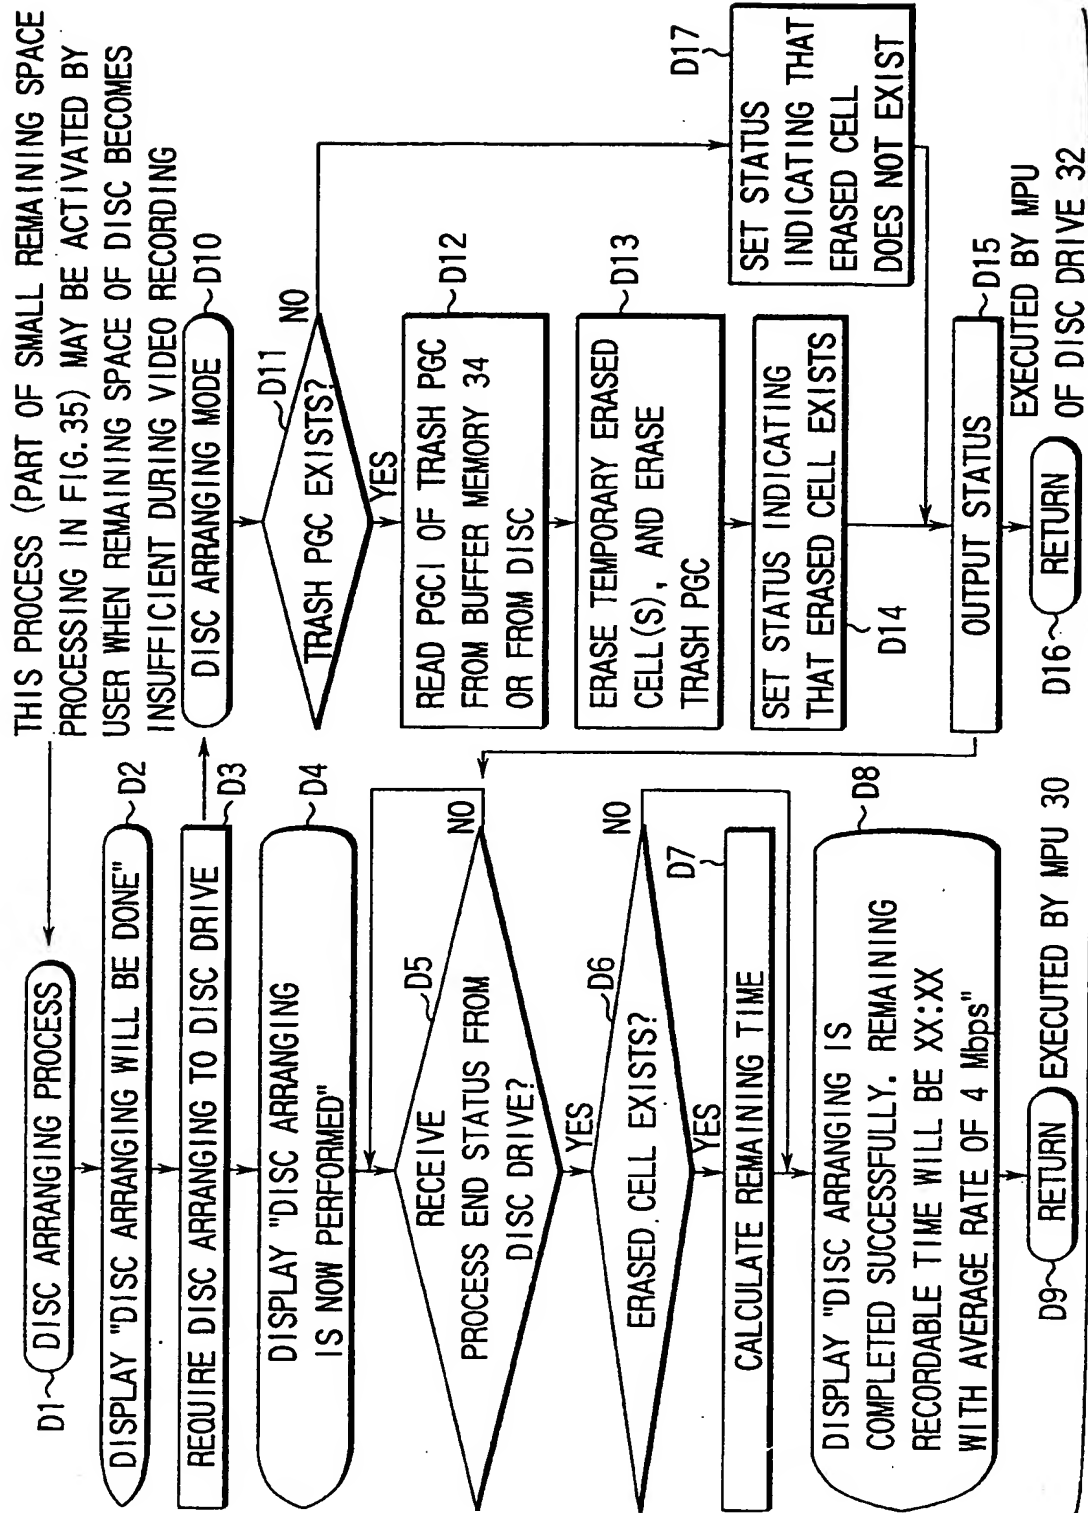 THIS PROCESS (PART OF SMALL REMAINING SPACE
PROCESSING IN FIG.35) MAY BE ACTIVATED BY
USER WHEN REMAINING SPACE OF DISC BECOMES
INSUFFICIENT DURING VIDEO RECORDING
D1
DISC ARRANGING PROCESS
D2
DISPLAY "DISC ARRANGING WILL BE DONE"
D3
REQUIRE DISC ARRANGING TO DISC DRIVE
D4
DISPLAY "DISC ARRANGING
IS NOW PERFORMED"
D5
RECEIVE
PROCESS END STATUS FROM
DISC DRIVE?
NO
YES
D6
ERASED CELL EXISTS?
NO
YES
D7
CALCULATE REMAINING TIME
D8
DISPLAY "DISC ARRANGING IS
COMPLETED SUCCESSFULLY. REMAINING
RECORDABLE TIME WILL BE XX:XX
WITH AVERAGE RATE OF 4 Mbps"
D9
RETURN
EXECUTED BY MPU 30
D10
DISC ARRANGING MODE
D11
TRASH PGC EXISTS?
NO
YES
D12
READ PGCI OF TRASH PGC
FROM BUFFER MEMORY 34
OR FROM DISC
D13
ERASE TEMPORARY ERASED
CELL(S), AND ERASE
TRASH PGC
SET STATUS INDICATING
THAT ERASED CELL EXISTS
D14
D17
SET STATUS
INDICATING THAT
ERASED CELL
DOES NOT EXIST
D15
OUTPUT STATUS
D16
RETURN
EXECUTED BY MPU
OF DISC DRIVE 32